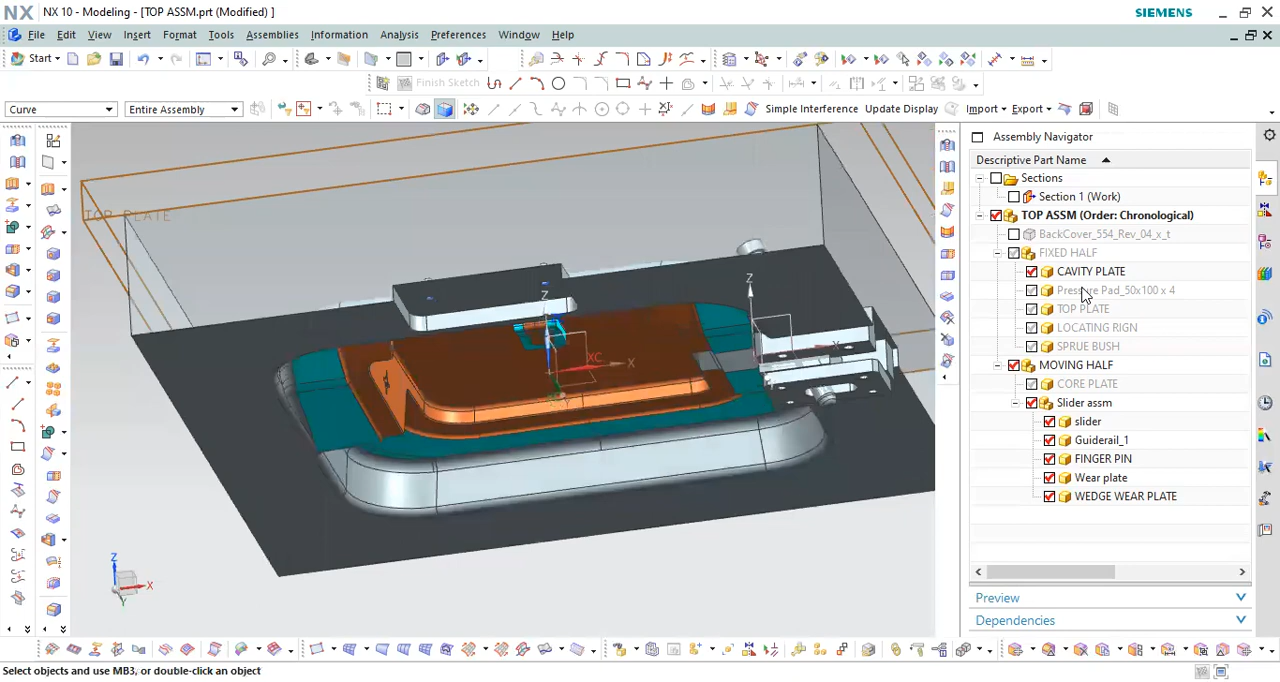 NX NX 10 - Modeling - [TOP ASSM.prt (Modified) ] SIEMENS
File Edit View Insert Format Tools Assemblies Information Analysis Preferences Window Help
Start
Finish Sketch
Curve Entire Assembly Simple Interference Update Display Import Export
Assembly Navigator
Descriptive Part Name
Sections
Section 1 (Work)
TOP ASSM (Order: Chronological)
BackCover_554_Rev_04_x_t
FIXED HALF
CAVITY PLATE
Pressure Pad_50x100 x 4
TOP PLATE
LOCATING RIGN
SPRUE BUSH
MOVING HALF
CORE PLATE
Slider assm
slider
Guiderail_1
FINGER PIN
Wear plate
WEDGE WEAR PLATE
Preview
Dependencies
TOP PLATE
Z
Z
XC X
X
Z
X
Y
Select objects and use MB3, or double-click an object